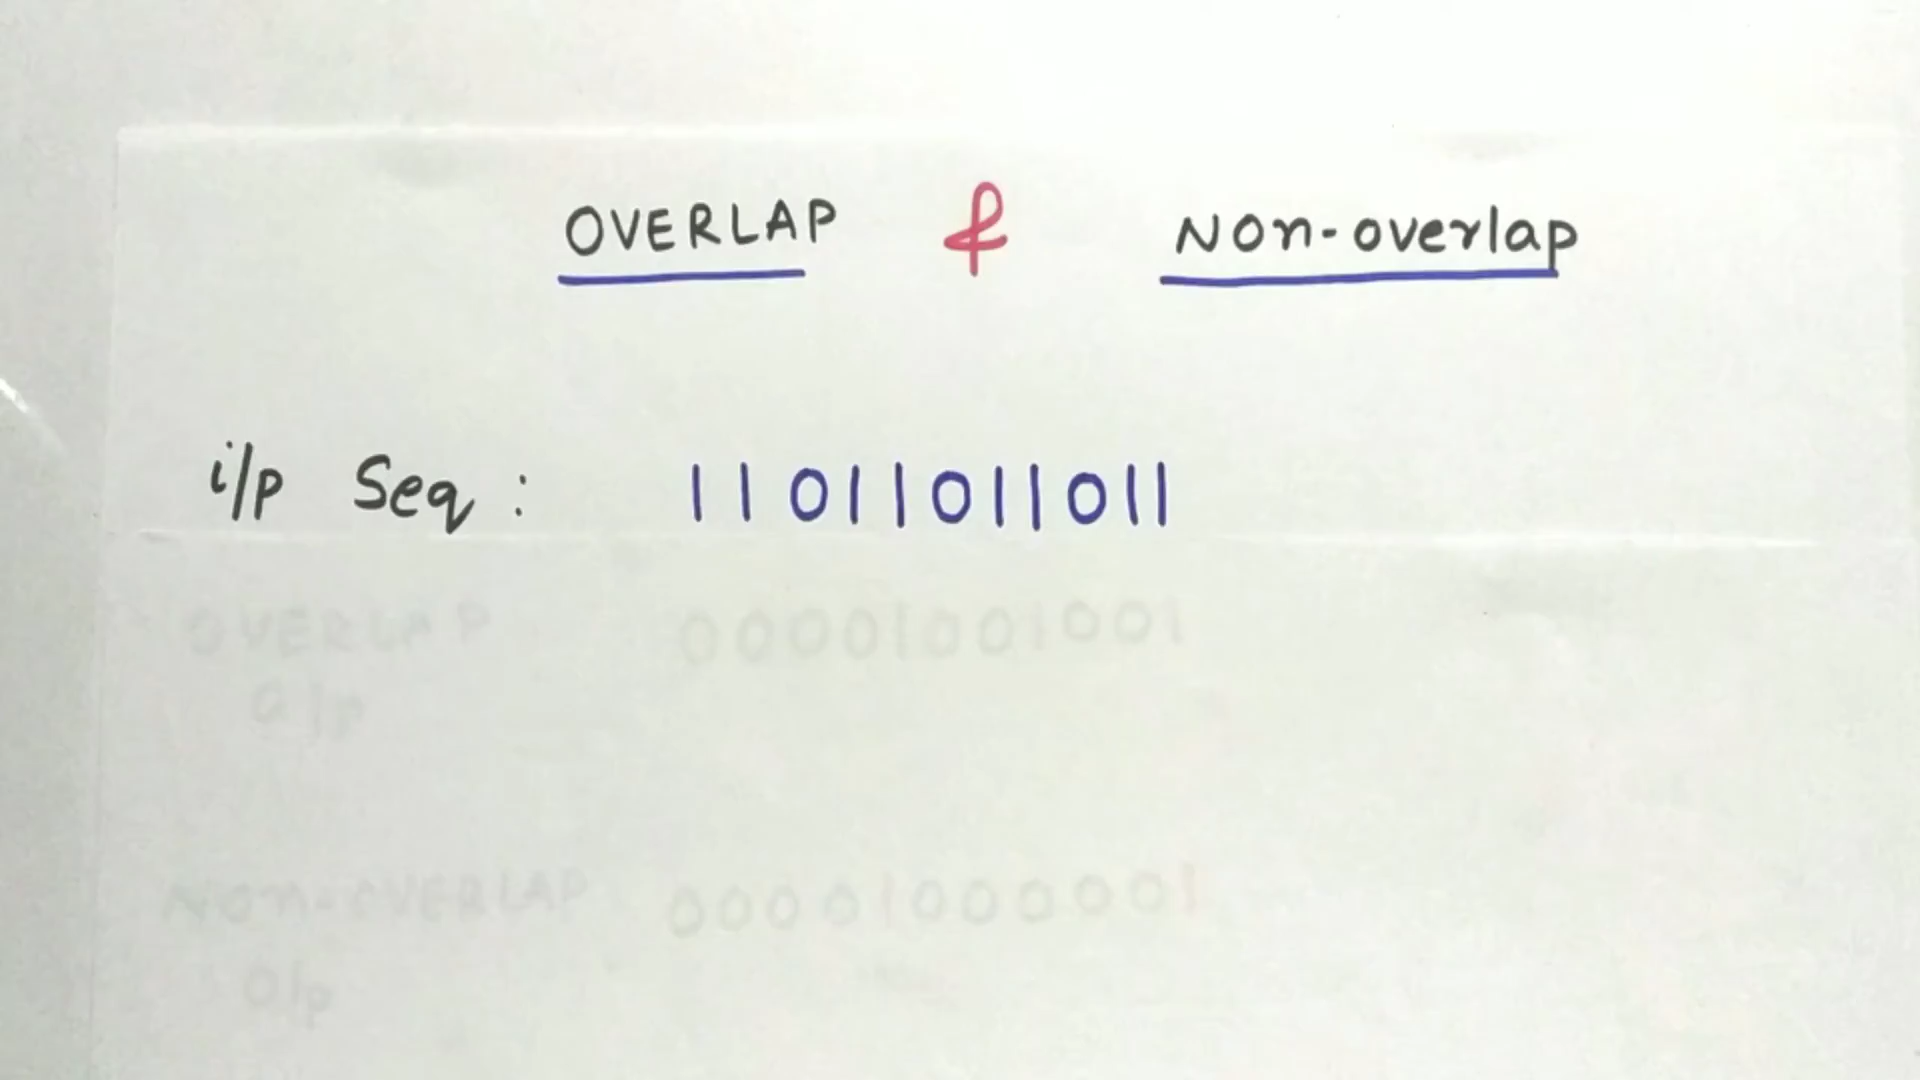 OVERLAP & Non-overlap
i/p Seq : 11011011011
OVERLAP 00001001001
o/p
NON-OVERLAP 00001000001
o/p